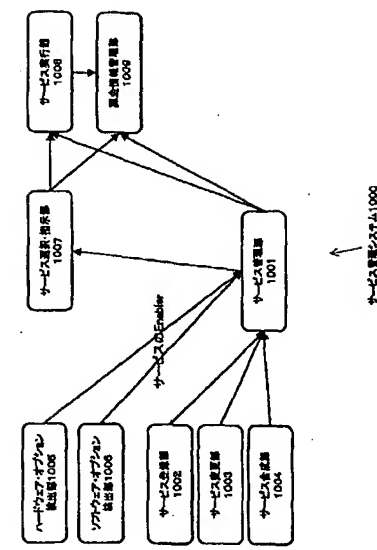 ハードウェア・オプション
検出部1005
ソフトウェア・オプション
検出部1006
サービス登録部
1002
サービス変更部
1003
サービス合成部
1004
サービスのEnabler
サービス管理部
1001
サービス選択・指示部
1007
サービス実行部
1008
課金情報管理部
1009
サービス管理システム1000